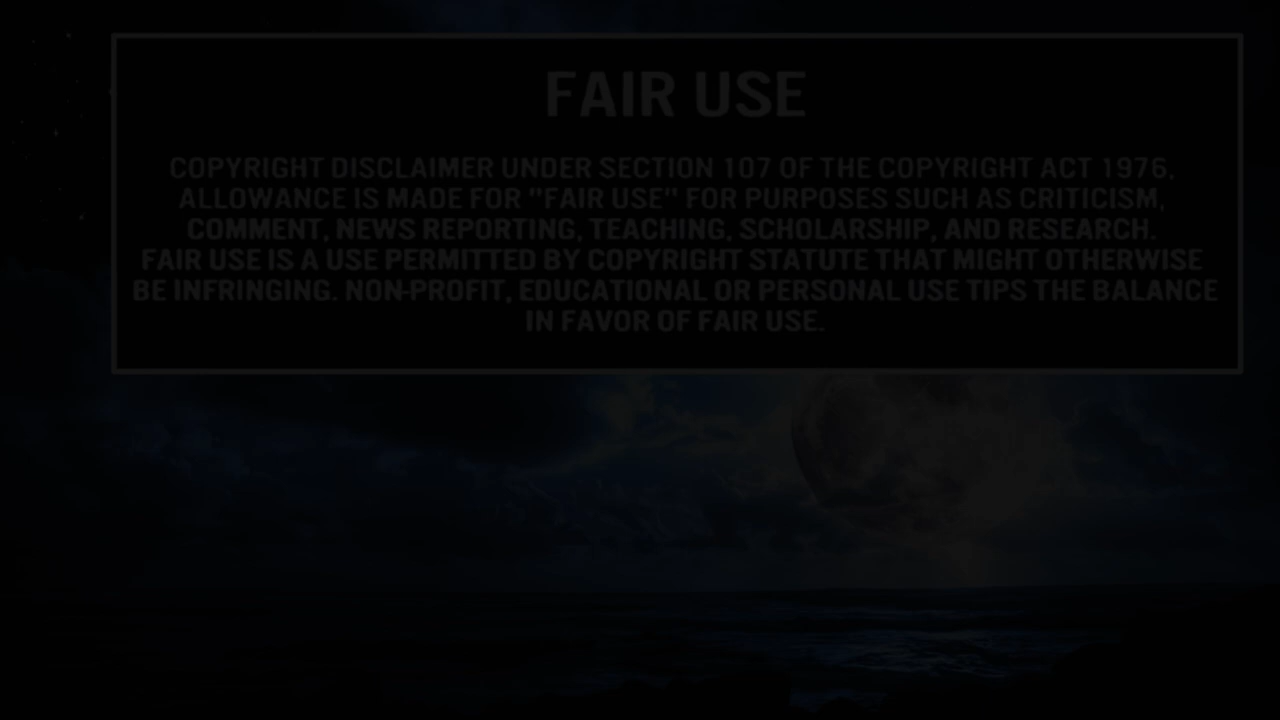 FAIR USE
COPYRIGHT DISCLAIMER UNDER SECTION 107 OF THE COPYRIGHT ACT 1976,
ALLOWANCE IS MADE FOR "FAIR USE" FOR PURPOSES SUCH AS CRITICISM,
COMMENT, NEWS REPORTING, TEACHING, SCHOLARSHIP, AND RESEARCH.
FAIR USE IS A USE PERMITTED BY COPYRIGHT STATUTE THAT MIGHT OTHERWISE
BE INFRINGING. NON-PROFIT, EDUCATIONAL OR PERSONAL USE TIPS THE BALANCE
IN FAVOR OF FAIR USE.